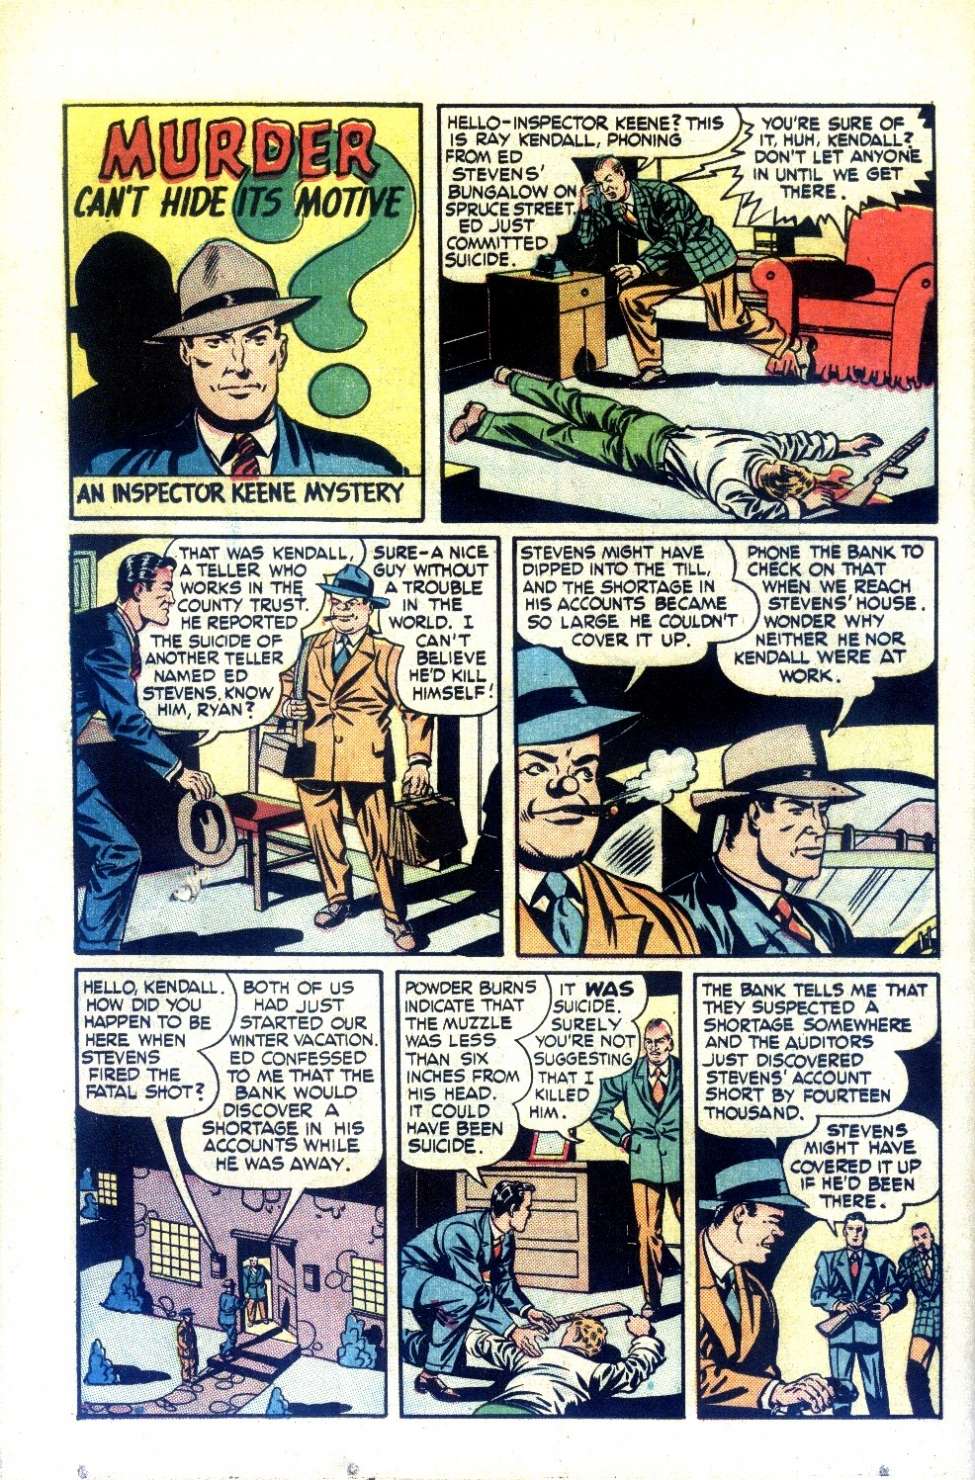 MURDER
CAN'T HIDE ITS MOTIVE
?
AN INSPECTOR KEENE MYSTERY
HELLO-INSPECTOR KEENE? THIS
IS RAY KENDALL, PHONING
FROM ED
STEVENS'
BUNGALOW ON
SPRUCE STREET.
ED JUST
COMMITTED
SUICIDE.
YOU'RE SURE OF
IT, HUH, KENDALL?
DON'T LET ANYONE
IN UNTIL WE GET
THERE.
THAT WAS KENDALL,
A TELLER WHO
WORKS IN THE
COUNTY TRUST.
HE REPORTED
THE SUICIDE OF
ANOTHER TELLER
NAMED ED
STEVENS. KNOW
HIM, RYAN?
SURE-A NICE
GUY WITHOUT
A TROUBLE
IN THE
WORLD. I
CAN'T
BELIEVE
HE'D KILL
HIMSELF!
STEVENS MIGHT HAVE
DIPPED INTO THE TILL,
AND THE SHORTAGE IN
HIS ACCOUNTS BECAME
SO LARGE HE COULDN'T
COVER IT UP.
PHONE THE BANK TO
CHECK ON THAT
WHEN WE REACH
STEVENS' HOUSE.
WONDER WHY
NEITHER HE NOR
KENDALL WERE AT
WORK.
HELLO, KENDALL.
HOW DID YOU
HAPPEN TO BE
HERE WHEN
STEVENS
FIRED THE
FATAL SHOT?
BOTH OF US
HAD JUST
STARTED OUR
WINTER VACATION.
ED CONFESSED
TO ME THAT THE
BANK WOULD
DISCOVER A
SHORTAGE IN HIS
ACCOUNTS WHILE
HE WAS AWAY.
POWDER BURNS
INDICATE THAT
THE MUZZLE
WAS LESS
THAN SIX
INCHES FROM
HIS HEAD.
IT COULD
HAVE BEEN
SUICIDE.
IT WAS
SUICIDE.
SURELY
YOU'RE NOT
SUGGESTING
THAT I
KILLED
HIM.
THE BANK TELLS ME THAT
THEY SUSPECTED A
SHORTAGE SOMEWHERE
AND THE AUDITORS
JUST DISCOVERED
STEVENS' ACCOUNT
SHORT BY FOURTEEN
THOUSAND.
STEVENS
MIGHT HAVE
COVERED IT UP
IF HE'D BEEN
THERE.